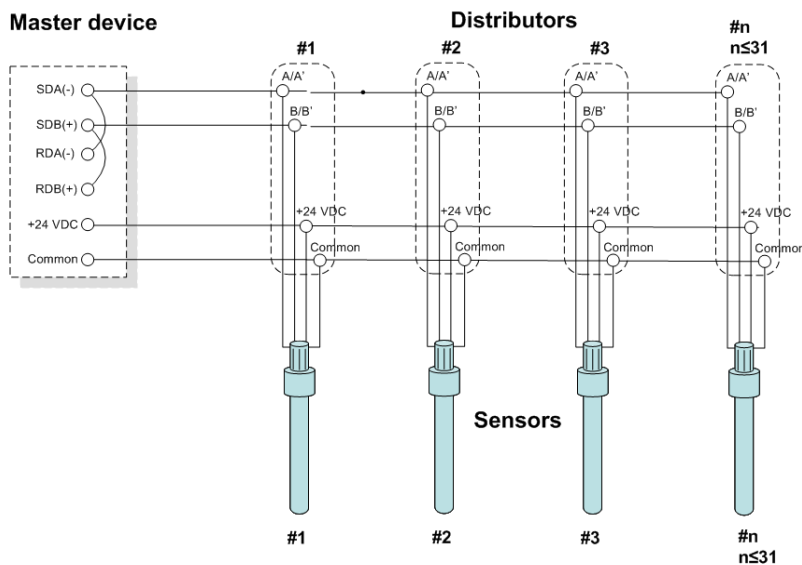 Master device
Distributors
#1
#2
#3
#n
n≤31
SDA(-)
SDB(+)
RDA(-)
RDB(+)
+24 VDC
Common
A/A'
B/B'
+24 VDC
Common
A/A'
B/B'
+24 VDC
Common
A/A'
B/B'
+24 VDC
Common
A/A'
B/B'
+24 VDC
Common
Sensors
#1
#2
#3
#n
n≤31